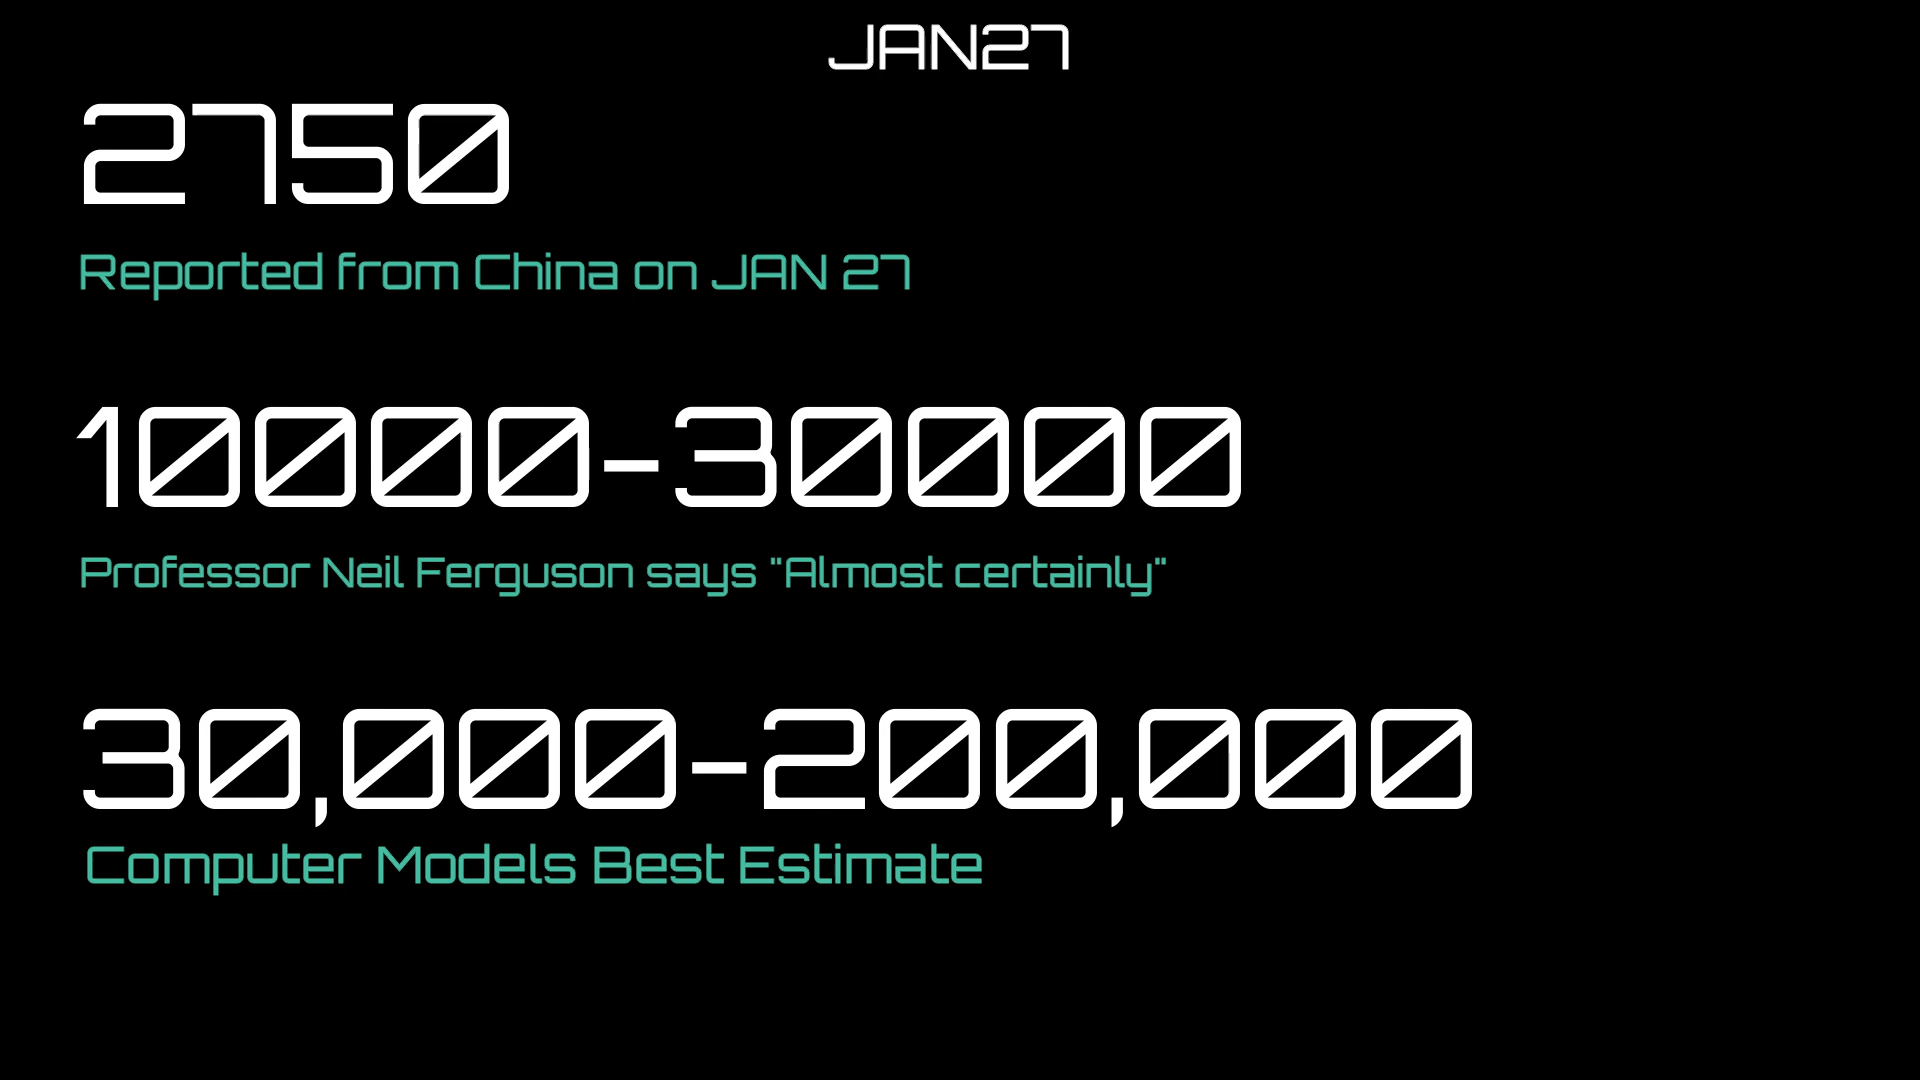 JAN27
2750
Reported from China on JAN 27
10000-30000
Professor Neil Ferguson says "Almost certainly"
30,000-200,000
Computer Models Best Estimate